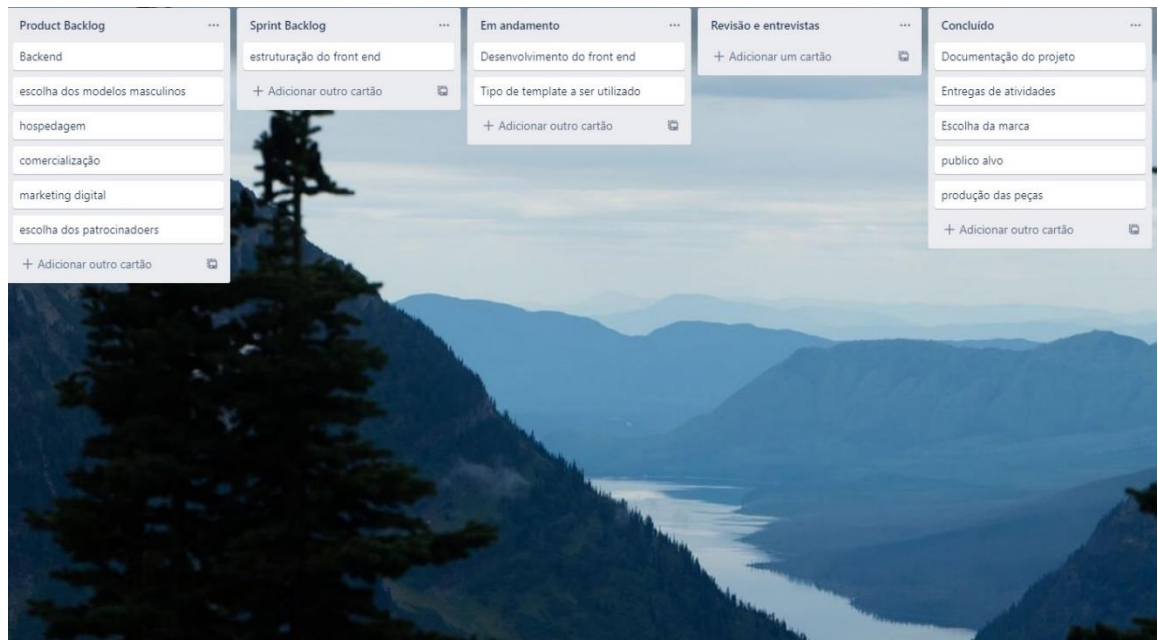 Product Backlog
Backend
escolha dos modelos masculinos
hospedagem
comercialização
marketing digital
escolha dos patrocinadoers
+ Adicionar outro cartão
Sprint Backlog
estruturação do front end
+ Adicionar outro cartão
Em andamento
Desenvolvimento do front end
Tipo de template a ser utilizado
+ Adicionar outro cartão
Revisão e entrevistas
+ Adicionar um cartão
Concluído
Documentação do projeto
Entregas de atividades
Escolha da marca
publico alvo
produção das peças
+ Adicionar outro cartão